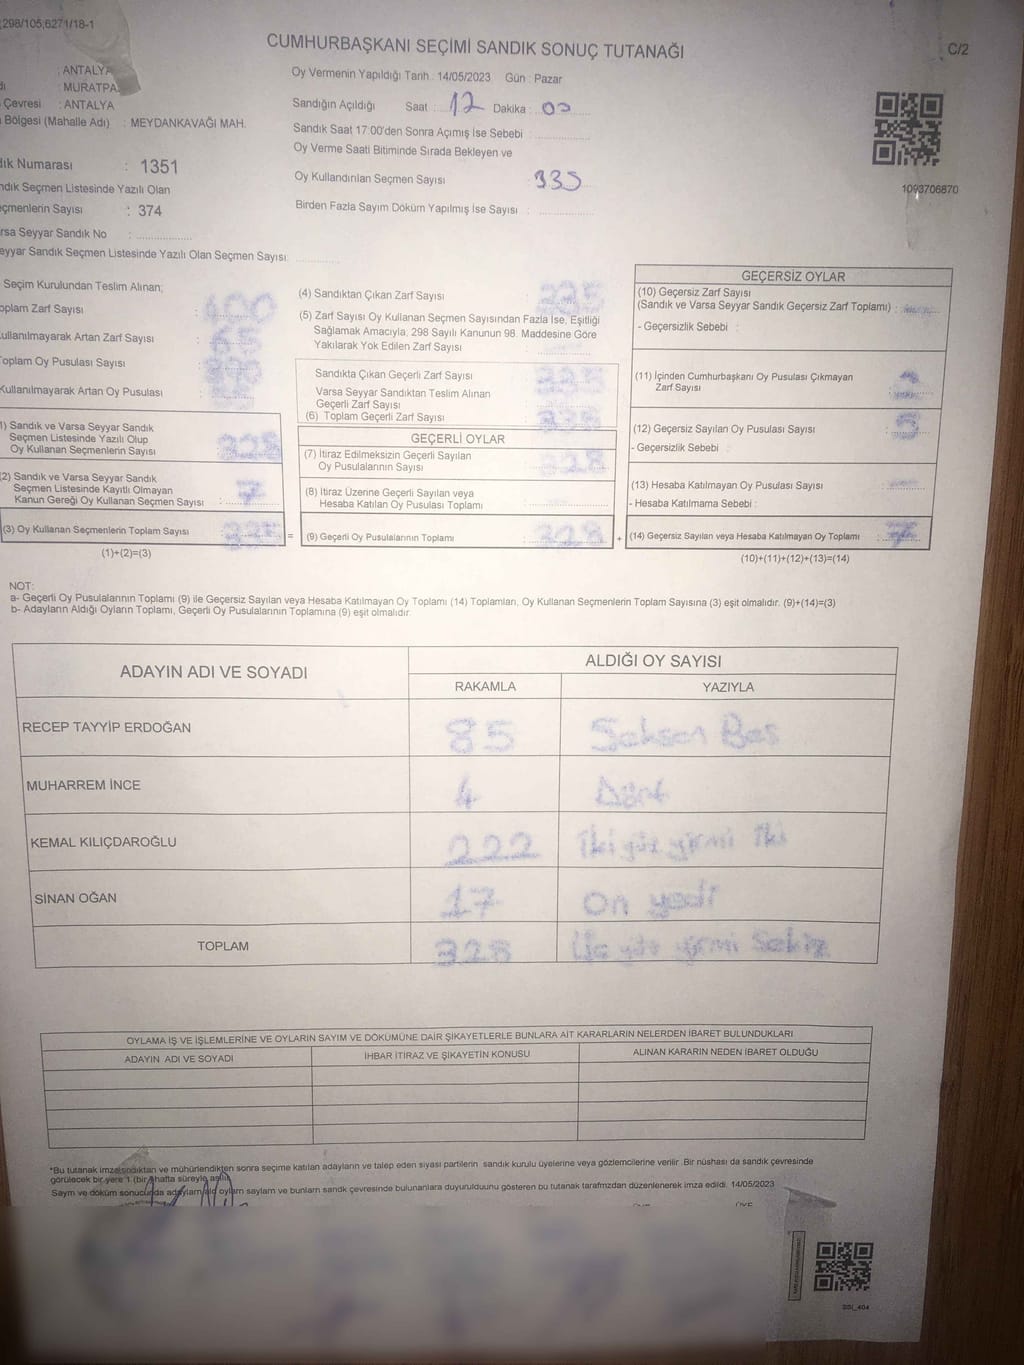 298/105,6271/18-1
CUMHURBAŞKANI SEÇİMİ SANDIK SONUÇ TUTANAĞI
C/2
: ANTALYA
: MURATPA
Çevresi : ANTALYA
Bölgesi (Mahalle Adı) : MEYDANKAVAĞI MAH.
Numarası : 1351
Sandık Seçmen Listesinde Yazılı Olan
Seçmenlerin Sayısı : 374
Varsa Seyyar Sandık No :
Seyyar Sandık Seçmen Listesinde Yazılı Olan Seçmen Sayısı:
Oy Vermenin Yapıldığı Tarih : 14/05/2023 Gün : Pazar
Sandığın Açıldığı Saat : 17 Dakika : 00
Sandık Saat 17:00'den Sonra Açımış İse Sebebi :
Oy Verme Saati Bitiminde Sırada Bekleyen ve
Oy Kullandırılan Seçmen Sayısı 335
Birden Fazla Sayım Döküm Yapılmış İse Sayısı :
1093706870
Seçim Kurulundan Teslim Alınan;
Toplam Zarf Sayısı : 400
Kullanılmayarak Artan Zarf Sayısı : 65
Toplam Oy Pusulası Sayısı :
Kullanılmayarak Artan Oy Pusulası :
(1) Sandık ve Varsa Seyyar Sandık
Seçmen Listesinde Yazılı Olup
Oy Kullanan Seçmenlerin Sayısı : 328
(2) Sandık ve Varsa Seyyar Sandık
Seçmen Listesinde Kayıtlı Olmayan
Kanun Gereği Oy Kullanan Seçmen Sayısı : 7
(3) Oy Kullanan Seçmenlerin Toplam Sayısı : 335 =
(1)+(2)=(3)
(4) Sandıktan Çıkan Zarf Sayısı : 335
(5) Zarf Sayısı Oy Kullanan Seçmen Sayısından Fazla İse, Eşitliği
Sağlamak Amacıyla, 298 Sayılı Kanunun 98. Maddesine Göre
Yakılarak Yok Edilen Zarf Sayısı :
Sandıkta Çıkan Geçerli Zarf Sayısı : 335
Varsa Seyyar Sandıktan Teslim Alınan
Geçerli Zarf Sayısı :
(6) Toplam Geçerli Zarf Sayısı : 335
GEÇERLİ OYLAR
(7) İtiraz Edilmeksizin Geçerli Sayılan
Oy Pusulalarının Sayısı : 328
(8) İtiraz Üzerine Geçerli Sayılan veya
Hesaba Katılan Oy Pusulası Toplamı :
(9) Geçerli Oy Pusulalarının Toplamı : 328 +
GEÇERSİZ OYLAR
(10) Geçersiz Zarf Sayısı
(Sandık ve Varsa Seyyar Sandık Geçersiz Zarf Toplamı) :
- Geçersizlik Sebebi :
(11) İçinden Cumhurbaşkanı Oy Pusulası Çıkmayan
Zarf Sayısı : 2
(12) Geçersiz Sayılan Oy Pusulası Sayısı : 5
- Geçersizlik Sebebi :
(13) Hesaba Katılmayan Oy Pusulası Sayısı :
- Hesaba Katılmama Sebebi :
(14) Geçersiz Sayılan veya Hesaba Katılmayan Oy Toplamı : 7
(10)+(11)+(12)+(13)=(14)
NOT:
a- Geçerli Oy Pusulalarının Toplamı (9) ile Geçersiz Sayılan veya Hesaba Katılmayan Oy Toplamı (14) Toplamları, Oy Kullanan Seçmenlerin Toplam Sayısına (3) eşit olmalıdır. (9)+(14)=(3)
b- Adayların Aldığı Oyların Toplamı, Geçerli Oy Pusulalarının Toplamına (9) eşit olmalıdır.
ADAYIN ADI VE SOYADI ALDIĞI OY SAYISI
RAKAMLA YAZIYLA
RECEP TAYYİP ERDOĞAN 85 Seksen Beş
MUHARREM İNCE 4 Dört
KEMAL KILIÇDAROĞLU 222 İki yüz yirmi iki
SİNAN OĞAN 17 On yedi
TOPLAM 328 Üç yüz yirmi Sekiz
OYLAMA İŞ VE İŞLEMLERİNE VE OYLARIN SAYIM VE DÖKÜMÜNE DAİR ŞİKAYETLERLE BUNLARA AİT KARARLARIN NELERDEN İBARET BULUNDUKLARI
ADAYIN ADI VE SOYADI İHBAR İTİRAZ VE ŞİKAYETİN KONUSU ALINAN KARARIN NEDEN İBARET OLDUĞU
*Bu tutanak imzalandıktan ve mühürlendikten sonra seçime katılan adayların ve talep eden siyasi partilerin sandık kurulu üyelerine veya gözlemcilerine verilir. Bir nüshası da sandık çevresinde
görülecek bir yere 1 (bir) hafta süreyle asılır.
Sayım ve döküm sonucunda adayların aldığı oyların sayıları ve bunların sandık çevresinde bulunanlara duyurulduğunu gösteren bu tutanak tarafımızdan düzenlenerek imza edildi. 14/05/2023
SSI_404